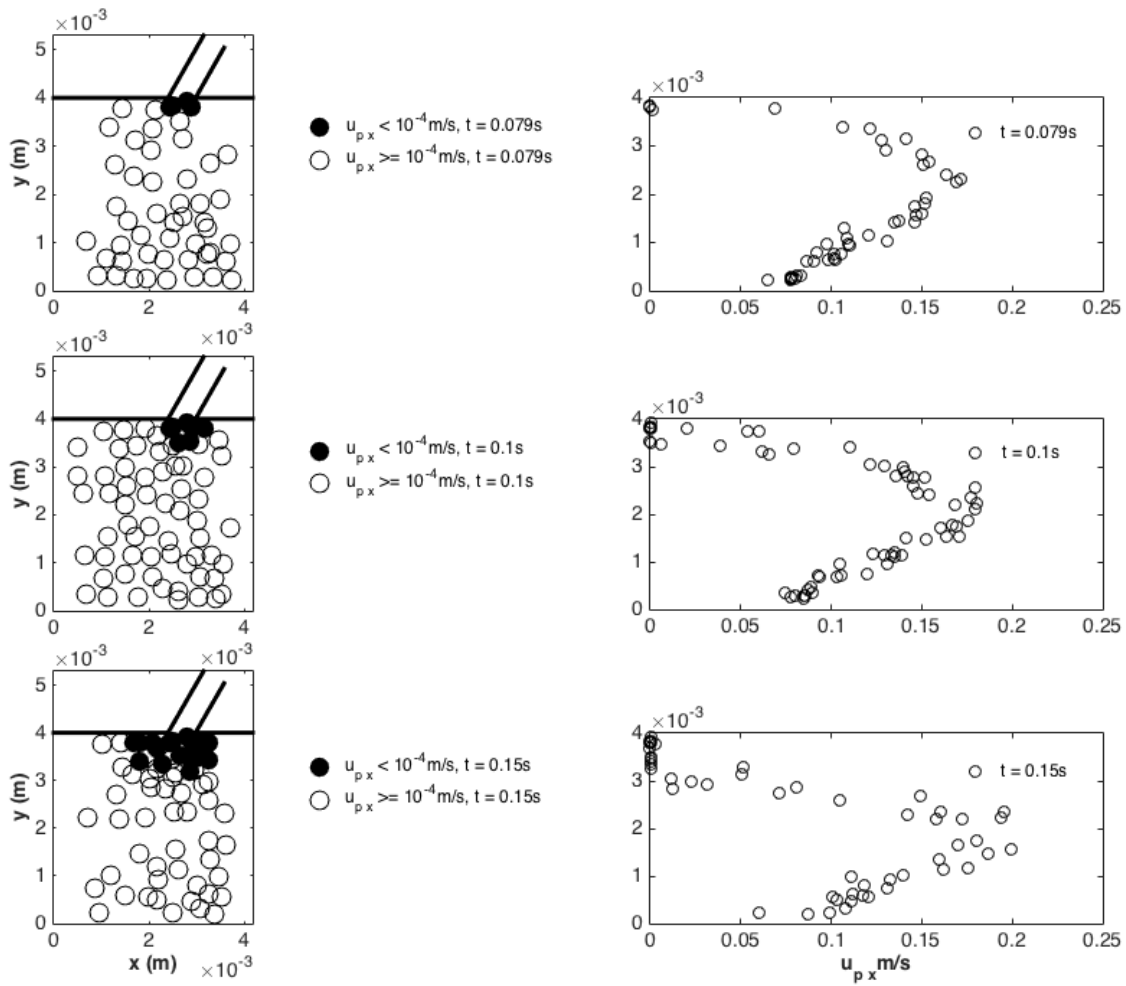 ×10⁻³
5
4
3
2
1
0
y (m)
0 2 4
×10⁻³
u_p x < 10⁻⁴m/s, t = 0.079s
u_p x >= 10⁻⁴m/s, t = 0.079s
×10⁻³
4
3
2
1
0
0 0.05 0.1 0.15 0.2 0.25
t = 0.079s
×10⁻³
5
4
3
2
1
0
y (m)
0 2 4
×10⁻³
u_p x < 10⁻⁴m/s, t = 0.1s
u_p x >= 10⁻⁴m/s, t = 0.1s
×10⁻³
4
3
2
1
0
0 0.05 0.1 0.15 0.2 0.25
t = 0.1s
×10⁻³
5
4
3
2
1
0
y (m)
0 2 4
x (m)
×10⁻³
u_p x < 10⁻⁴m/s, t = 0.15s
u_p x >= 10⁻⁴m/s, t = 0.15s
×10⁻³
4
3
2
1
0
0 0.05 0.1 0.15 0.2 0.25
t = 0.15s
u_p x m/s